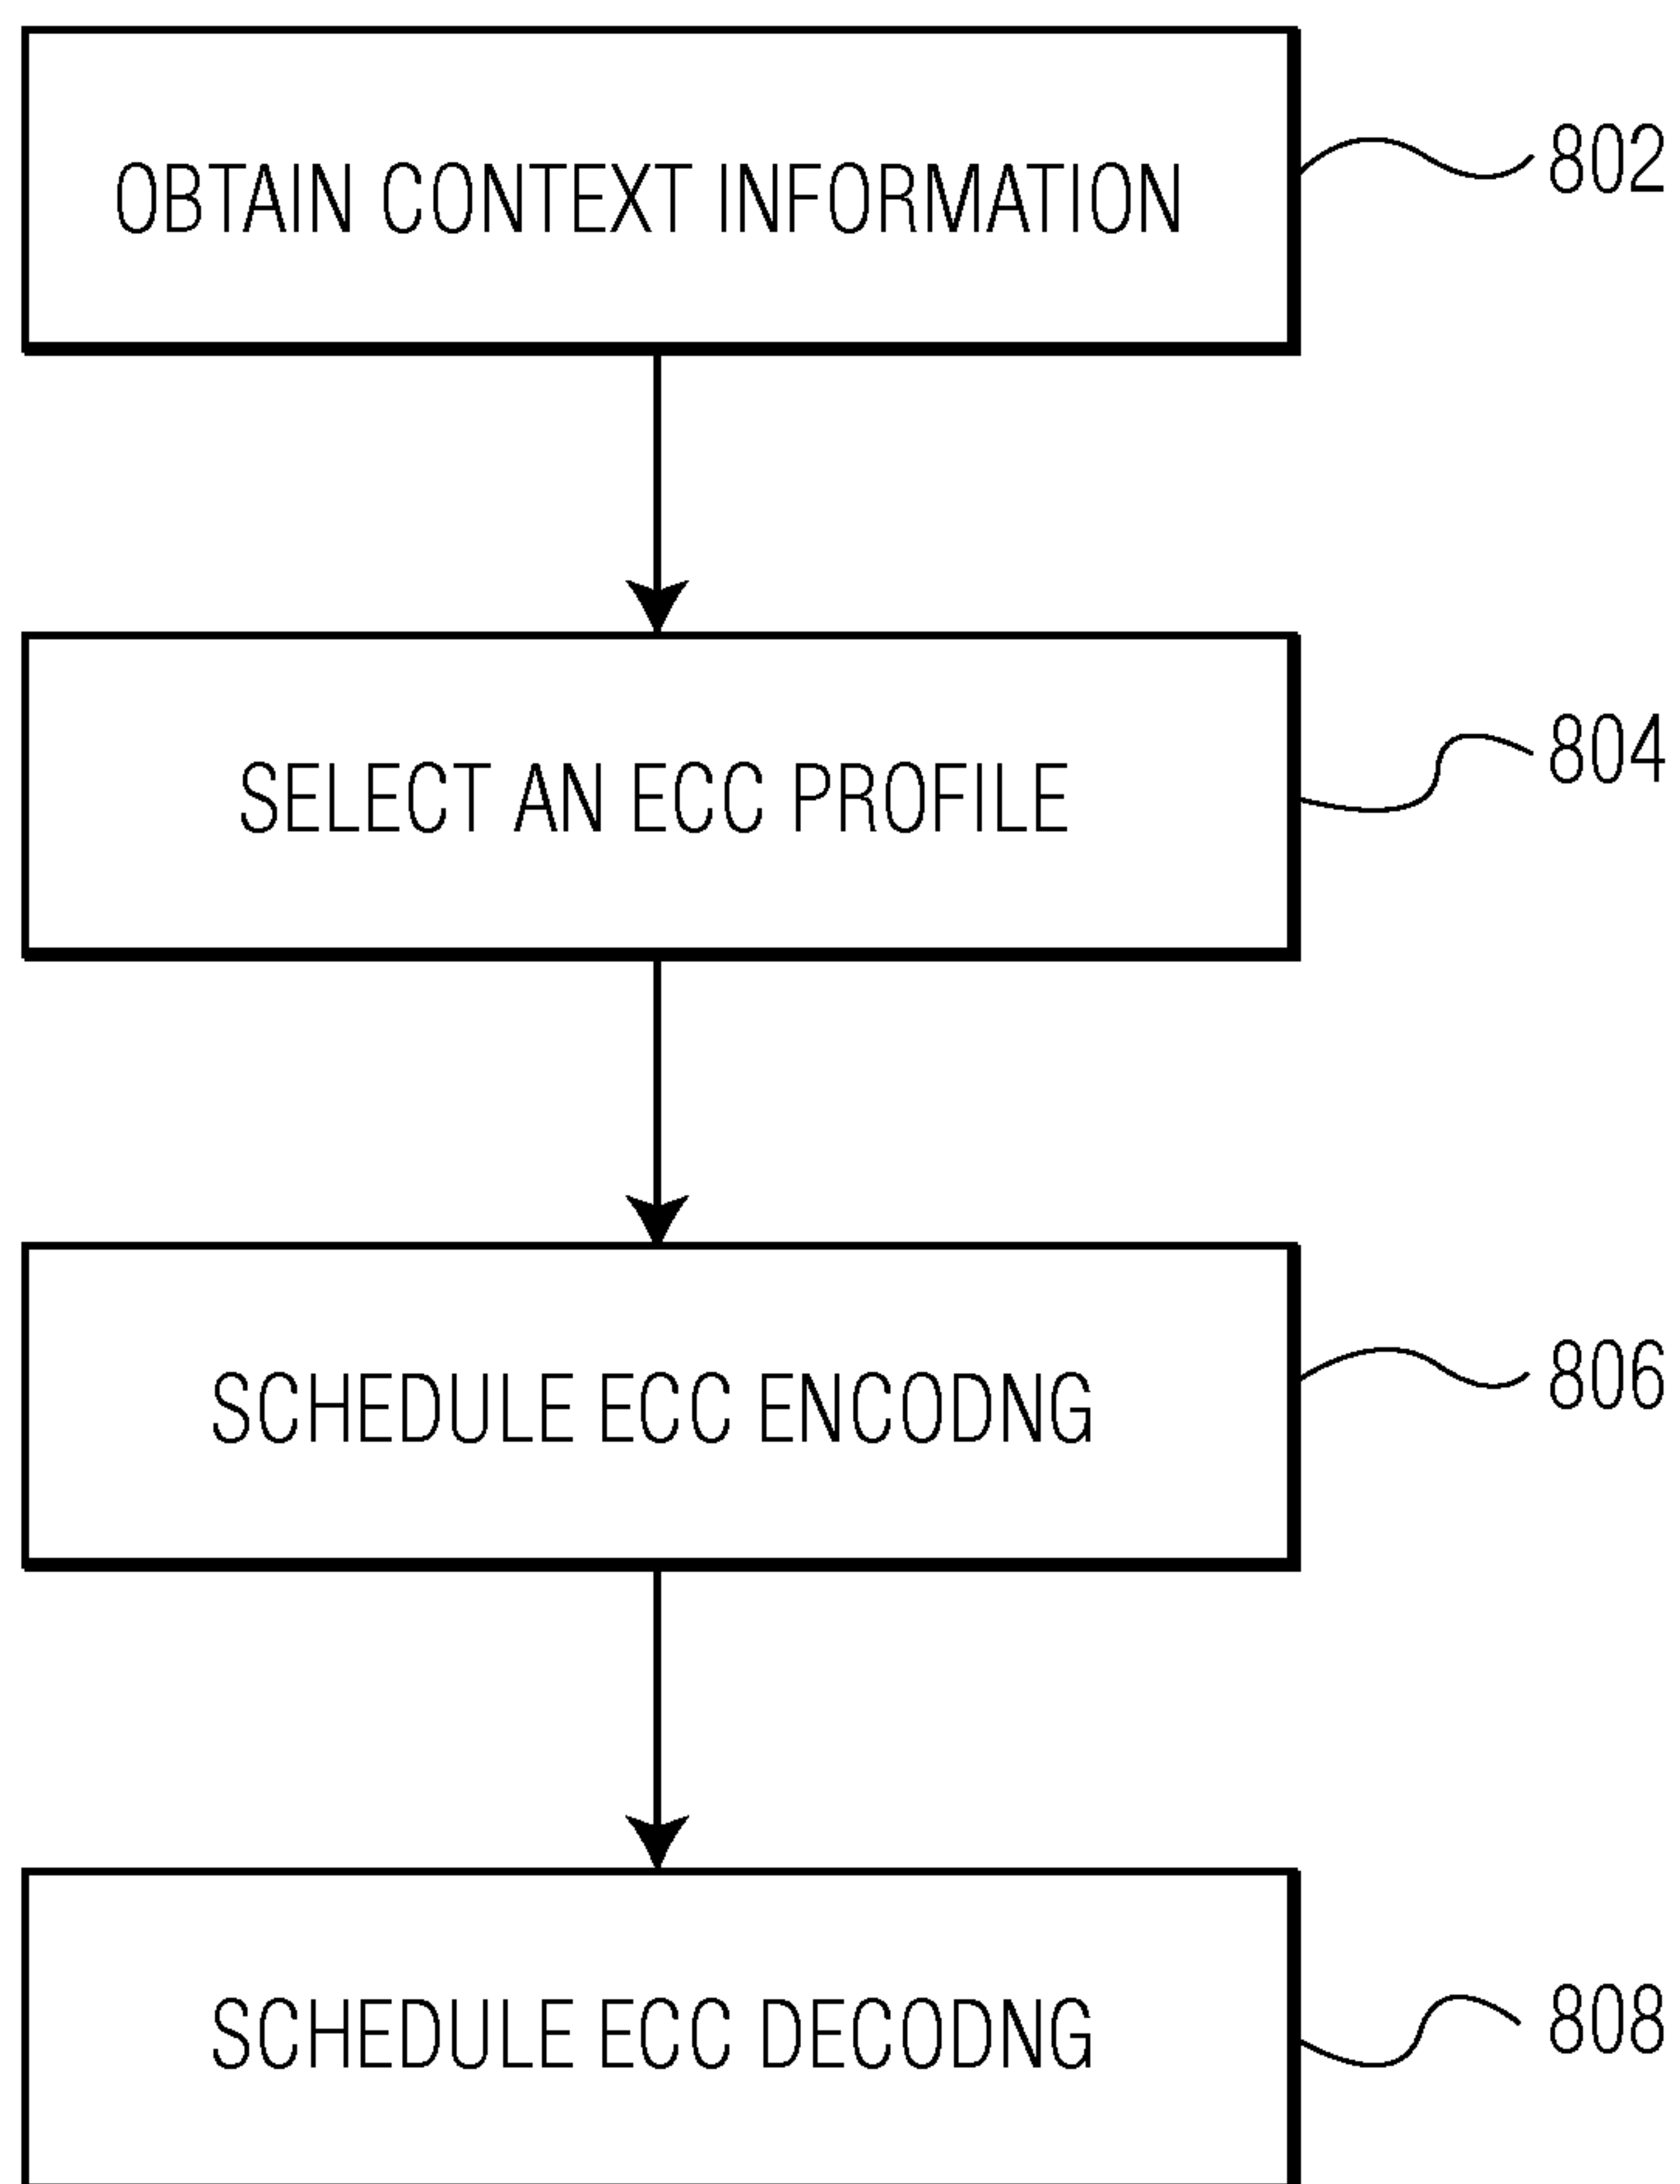 OBTAIN CONTEXT INFORMATION
802
SELECT AN ECC PROFILE
804
SCHEDULE ECC ENCODNG
806
SCHEDULE ECC DECODNG
808